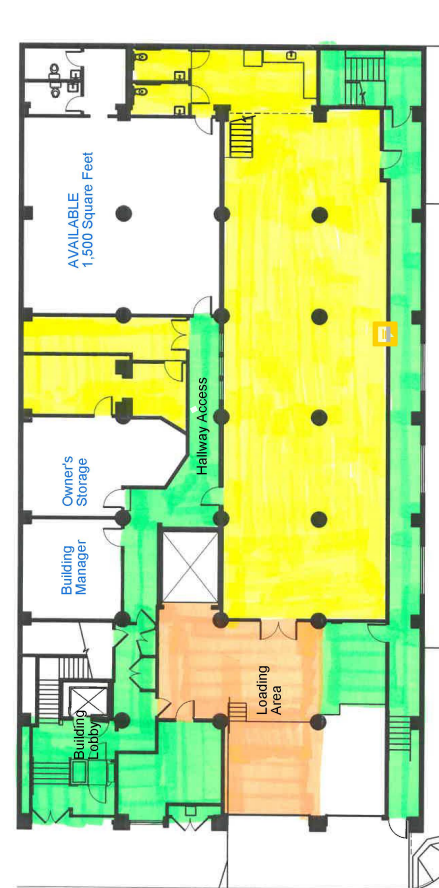 AVAILABLE
1,500 Square Feet
Hallway Access
Owner's
Storage
Building
Manager
Loading
Area
Building
Lobby